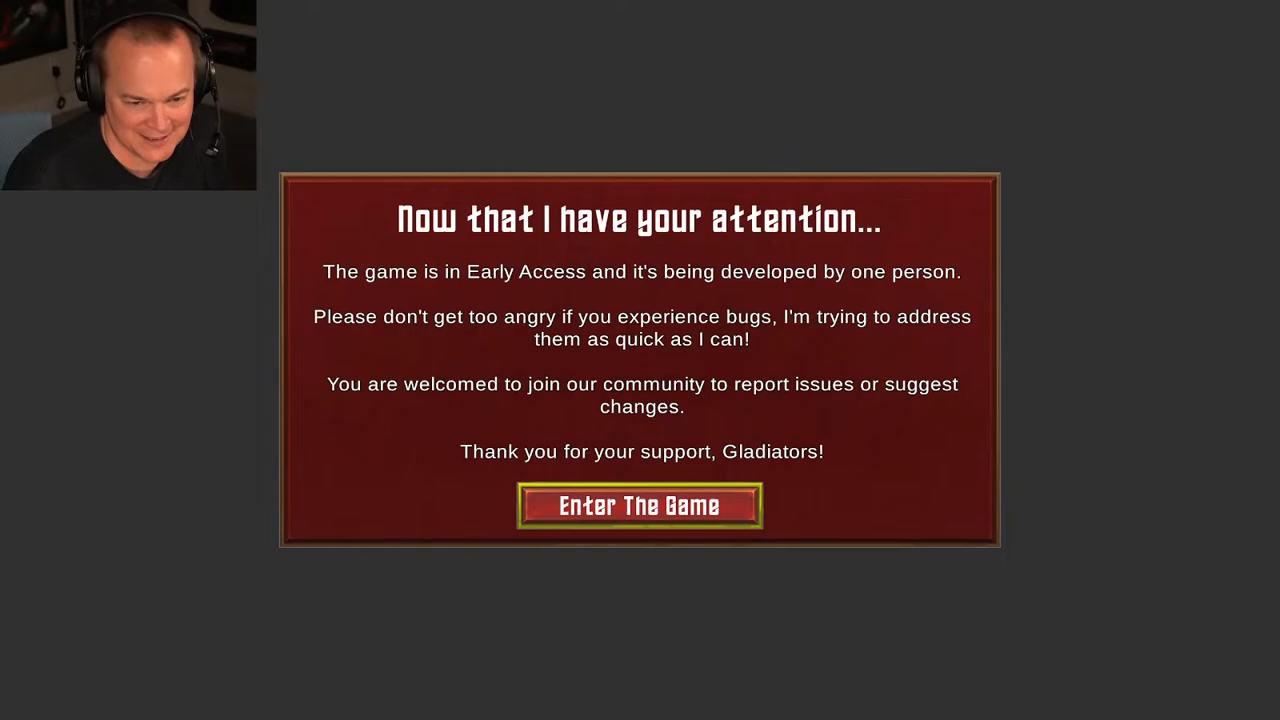 Now that I have your attention...
The game is in Early Access and it's being developed by one person.
Please don't get too angry if you experience bugs, I'm trying to address
them as quick as I can!
You are welcomed to join our community to report issues or suggest
changes.
Thank you for your support, Gladiators!
Enter The Game